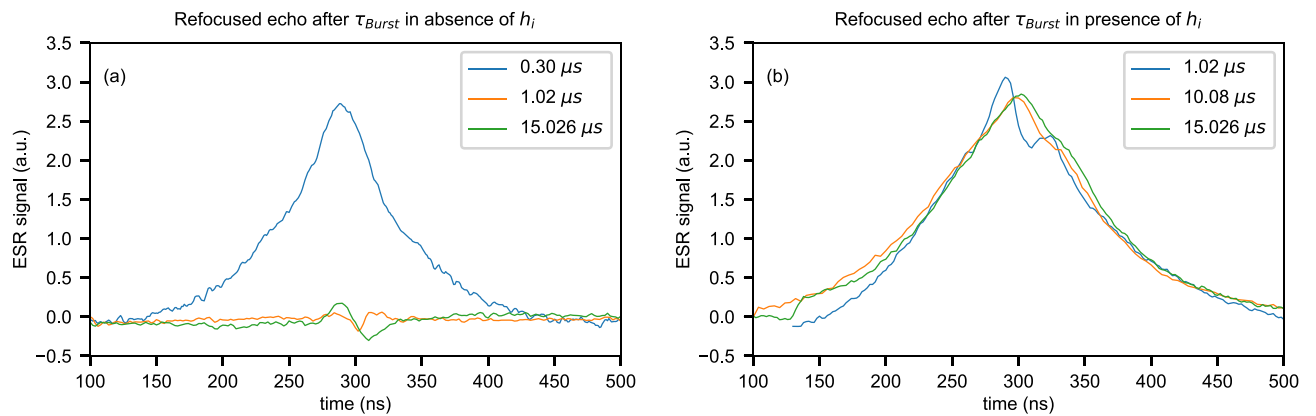 Refocused echo after τBurst in absence of hi
(a)
0.30 μs
1.02 μs
15.026 μs
3.5
3.0
2.5
2.0
1.5
1.0
0.5
0.0
−0.5
ESR signal (a.u.)
100 150 200 250 300 350 400 450 500
time (ns)
Refocused echo after τBurst in presence of hi
(b)
1.02 μs
10.08 μs
15.026 μs
3.5
3.0
2.5
2.0
1.5
1.0
0.5
0.0
−0.5
ESR signal (a.u.)
100 150 200 250 300 350 400 450 500
time (ns)